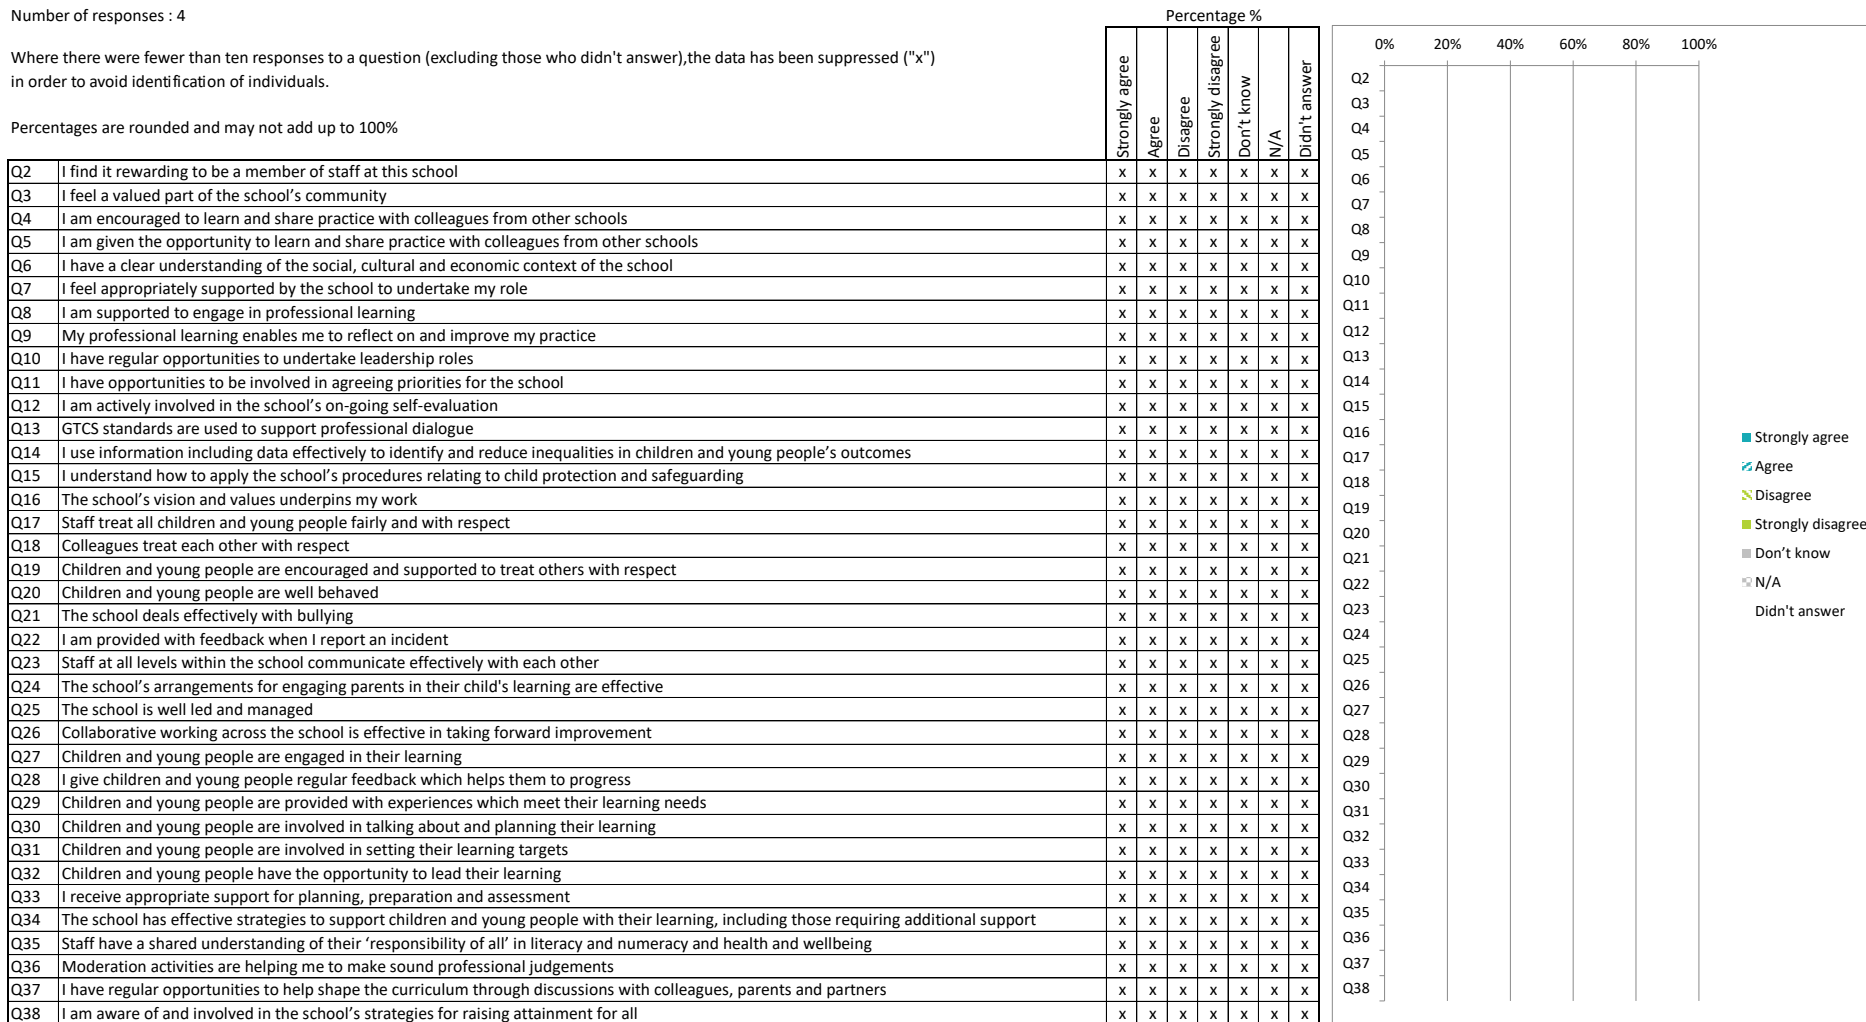 Number of responses : 4
Percentage %
Where there were fewer than ten responses to a question (excluding those who didn't answer),the data has been suppressed ("x")
in order to avoid identification of individuals.
Percentages are rounded and may not add up to 100%
Strongly agree
Agree
Disagree
Strongly disagree
Don't know
N/A
Didn't answer
Q2 I find it rewarding to be a member of staff at this school x x x x x x x
Q3 I feel a valued part of the school’s community x x x x x x x
Q4 I am encouraged to learn and share practice with colleagues from other schools x x x x x x x
Q5 I am given the opportunity to learn and share practice with colleagues from other schools x x x x x x x
Q6 I have a clear understanding of the social, cultural and economic context of the school x x x x x x x
Q7 I feel appropriately supported by the school to undertake my role x x x x x x x
Q8 I am supported to engage in professional learning x x x x x x x
Q9 My professional learning enables me to reflect on and improve my practice x x x x x x x
Q10 I have regular opportunities to undertake leadership roles x x x x x x x
Q11 I have opportunities to be involved in agreeing priorities for the school x x x x x x x
Q12 I am actively involved in the school’s on-going self-evaluation x x x x x x x
Q13 GTCS standards are used to support professional dialogue x x x x x x x
Q14 I use information including data effectively to identify and reduce inequalities in children and young people’s outcomes x x x x x x x
Q15 I understand how to apply the school’s procedures relating to child protection and safeguarding x x x x x x x
Q16 The school’s vision and values underpins my work x x x x x x x
Q17 Staff treat all children and young people fairly and with respect x x x x x x x
Q18 Colleagues treat each other with respect x x x x x x x
Q19 Children and young people are encouraged and supported to treat others with respect x x x x x x x
Q20 Children and young people are well behaved x x x x x x x
Q21 The school deals effectively with bullying x x x x x x x
Q22 I am provided with feedback when I report an incident x x x x x x x
Q23 Staff at all levels within the school communicate effectively with each other x x x x x x x
Q24 The school’s arrangements for engaging parents in their child's learning are effective x x x x x x x
Q25 The school is well led and managed x x x x x x x
Q26 Collaborative working across the school is effective in taking forward improvement x x x x x x x
Q27 Children and young people are engaged in their learning x x x x x x x
Q28 I give children and young people regular feedback which helps them to progress x x x x x x x
Q29 Children and young people are provided with experiences which meet their learning needs x x x x x x x
Q30 Children and young people are involved in talking about and planning their learning x x x x x x x
Q31 Children and young people are involved in setting their learning targets x x x x x x x
Q32 Children and young people have the opportunity to lead their learning x x x x x x x
Q33 I receive appropriate support for planning, preparation and assessment x x x x x x x
Q34 The school has effective strategies to support children and young people with their learning, including those requiring additional support x x x x x x x
Q35 Staff have a shared understanding of their ‘responsibility of all’ in literacy and numeracy and health and wellbeing x x x x x x x
Q36 Moderation activities are helping me to make sound professional judgements x x x x x x x
Q37 I have regular opportunities to help shape the curriculum through discussions with colleagues, parents and partners x x x x x x x
Q38 I am aware of and involved in the school’s strategies for raising attainment for all x x x x x x x
0% 20% 40% 60% 80% 100%
Q2
Q3
Q4
Q5
Q6
Q7
Q8
Q9
Q10
Q11
Q12
Q13
Q14
Q15
Q16
Q17
Q18
Q19
Q20
Q21
Q22
Q23
Q24
Q25
Q26
Q27
Q28
Q29
Q30
Q31
Q32
Q33
Q34
Q35
Q36
Q37
Q38
Strongly agree
Agree
Disagree
Strongly disagree
Don’t know
N/A
Didn't answer